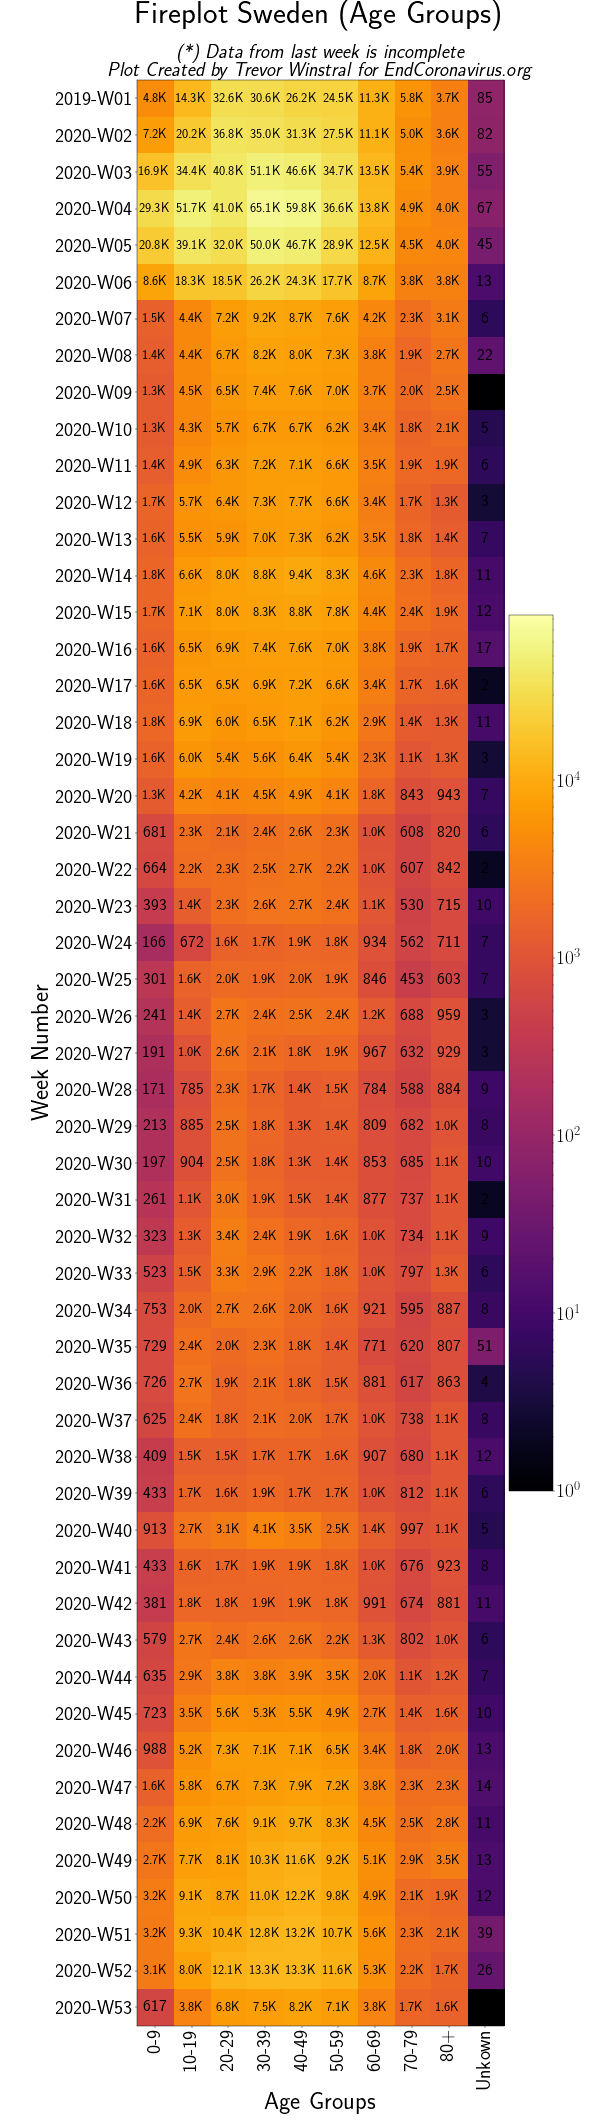 Fireplot Sweden (Age Groups)
(*) Data from last week is incomplete
Plot Created by Trevor Winstral for EndCoronavirus.org
2019-W01 4.8K 14.3K 32.6K 30.6K 26.2K 24.5K 11.3K 5.8K 3.7K 85
2020-W02 7.2K 20.2K 36.8K 35.0K 31.3K 27.5K 11.1K 5.0K 3.6K 82
2020-W03 16.9K 34.4K 40.8K 51.1K 46.6K 34.7K 13.5K 5.4K 3.9K 55
2020-W04 29.3K 51.7K 41.0K 65.1K 59.8K 36.6K 13.8K 4.9K 4.0K 67
2020-W05 20.8K 39.1K 32.0K 50.0K 46.7K 28.9K 12.5K 4.5K 4.0K 45
2020-W06 8.6K 18.3K 18.5K 26.2K 24.3K 17.7K 8.7K 3.8K 3.8K 13
2020-W07 1.5K 4.4K 7.2K 9.2K 8.7K 7.6K 4.2K 2.3K 3.1K 6
2020-W08 1.4K 4.4K 6.7K 8.2K 8.0K 7.3K 3.8K 1.9K 2.7K 22
2020-W09 1.3K 4.5K 6.5K 7.4K 7.6K 7.0K 3.7K 2.0K 2.5K
2020-W10 1.3K 4.3K 5.7K 6.7K 6.7K 6.2K 3.4K 1.8K 2.1K 5
2020-W11 1.4K 4.9K 6.3K 7.2K 7.1K 6.6K 3.5K 1.9K 1.9K 6
2020-W12 1.7K 5.7K 6.4K 7.3K 7.7K 6.6K 3.4K 1.7K 1.3K 3
2020-W13 1.6K 5.5K 5.9K 7.0K 7.3K 6.2K 3.5K 1.8K 1.4K 7
2020-W14 1.8K 6.6K 8.0K 8.8K 9.4K 8.3K 4.6K 2.3K 1.8K 11
2020-W15 1.7K 7.1K 8.0K 8.3K 8.8K 7.8K 4.4K 2.4K 1.9K 12
2020-W16 1.6K 6.5K 6.9K 7.4K 7.6K 7.0K 3.8K 1.9K 1.7K 17
2020-W17 1.6K 6.5K 6.5K 6.9K 7.2K 6.6K 3.4K 1.7K 1.6K 2
2020-W18 1.8K 6.9K 6.0K 6.5K 7.1K 6.2K 2.9K 1.4K 1.3K 11
2020-W19 1.6K 6.0K 5.4K 5.6K 6.4K 5.4K 2.3K 1.1K 1.3K 3
2020-W20 1.3K 4.2K 4.1K 4.5K 4.9K 4.1K 1.8K 843 943 7
2020-W21 681 2.3K 2.1K 2.4K 2.6K 2.3K 1.0K 608 820 6
2020-W22 664 2.2K 2.3K 2.5K 2.7K 2.2K 1.0K 607 842 2
2020-W23 393 1.4K 2.3K 2.6K 2.7K 2.4K 1.1K 530 715 10
2020-W24 166 672 1.6K 1.7K 1.9K 1.8K 934 562 711 7
2020-W25 301 1.6K 2.0K 1.9K 2.0K 1.9K 846 453 603 7
2020-W26 241 1.4K 2.7K 2.4K 2.5K 2.4K 1.2K 688 959 3
2020-W27 191 1.0K 2.6K 2.1K 1.8K 1.9K 967 632 929 3
2020-W28 171 785 2.3K 1.7K 1.4K 1.5K 784 588 884 9
2020-W29 213 885 2.5K 1.8K 1.3K 1.4K 809 682 1.0K 8
2020-W30 197 904 2.5K 1.8K 1.3K 1.4K 853 685 1.1K 10
2020-W31 261 1.1K 3.0K 1.9K 1.5K 1.4K 877 737 1.1K 2
2020-W32 323 1.3K 3.4K 2.4K 1.9K 1.6K 1.0K 734 1.1K 9
2020-W33 523 1.5K 3.3K 2.9K 2.2K 1.8K 1.0K 797 1.3K 6
2020-W34 753 2.0K 2.7K 2.6K 2.0K 1.6K 921 595 887 8
2020-W35 729 2.4K 2.0K 2.3K 1.8K 1.4K 771 620 807 51
2020-W36 726 2.7K 1.9K 2.1K 1.8K 1.5K 881 617 863 4
2020-W37 625 2.4K 1.8K 2.1K 2.0K 1.7K 1.0K 738 1.1K 8
2020-W38 409 1.5K 1.5K 1.7K 1.7K 1.6K 907 680 1.1K 12
2020-W39 433 1.7K 1.6K 1.9K 1.7K 1.7K 1.0K 812 1.1K 6
2020-W40 913 2.7K 3.1K 4.1K 3.5K 2.5K 1.4K 997 1.1K 5
2020-W41 433 1.6K 1.7K 1.9K 1.9K 1.8K 1.0K 676 923 8
2020-W42 381 1.8K 1.8K 1.9K 1.9K 1.8K 991 674 881 11
2020-W43 579 2.7K 2.4K 2.6K 2.6K 2.2K 1.3K 802 1.0K 6
2020-W44 635 2.9K 3.8K 3.8K 3.9K 3.5K 2.0K 1.1K 1.2K 7
2020-W45 723 3.5K 5.6K 5.3K 5.5K 4.9K 2.7K 1.4K 1.6K 10
2020-W46 988 5.2K 7.3K 7.1K 7.1K 6.5K 3.4K 1.8K 2.0K 13
2020-W47 1.6K 5.8K 6.7K 7.3K 7.9K 7.2K 3.8K 2.3K 2.3K 14
2020-W48 2.2K 6.9K 7.6K 9.1K 9.7K 8.3K 4.5K 2.5K 2.8K 11
2020-W49 2.7K 7.7K 8.1K 10.3K 11.6K 9.2K 5.1K 2.9K 3.5K 13
2020-W50 3.2K 9.1K 8.7K 11.0K 12.2K 9.8K 4.9K 2.1K 1.9K 12
2020-W51 3.2K 9.3K 10.4K 12.8K 13.2K 10.7K 5.6K 2.3K 2.1K 39
2020-W52 3.1K 8.0K 12.1K 13.3K 13.3K 11.6K 5.3K 2.2K 1.7K 26
2020-W53 617 3.8K 6.8K 7.5K 8.2K 7.1K 3.8K 1.7K 1.6K
0-9 10-19 20-29 30-39 40-49 50-59 60-69 70-79 80+ Unkown
Age Groups
Week Number
10^4
10^3
10^2
10^1
10^0